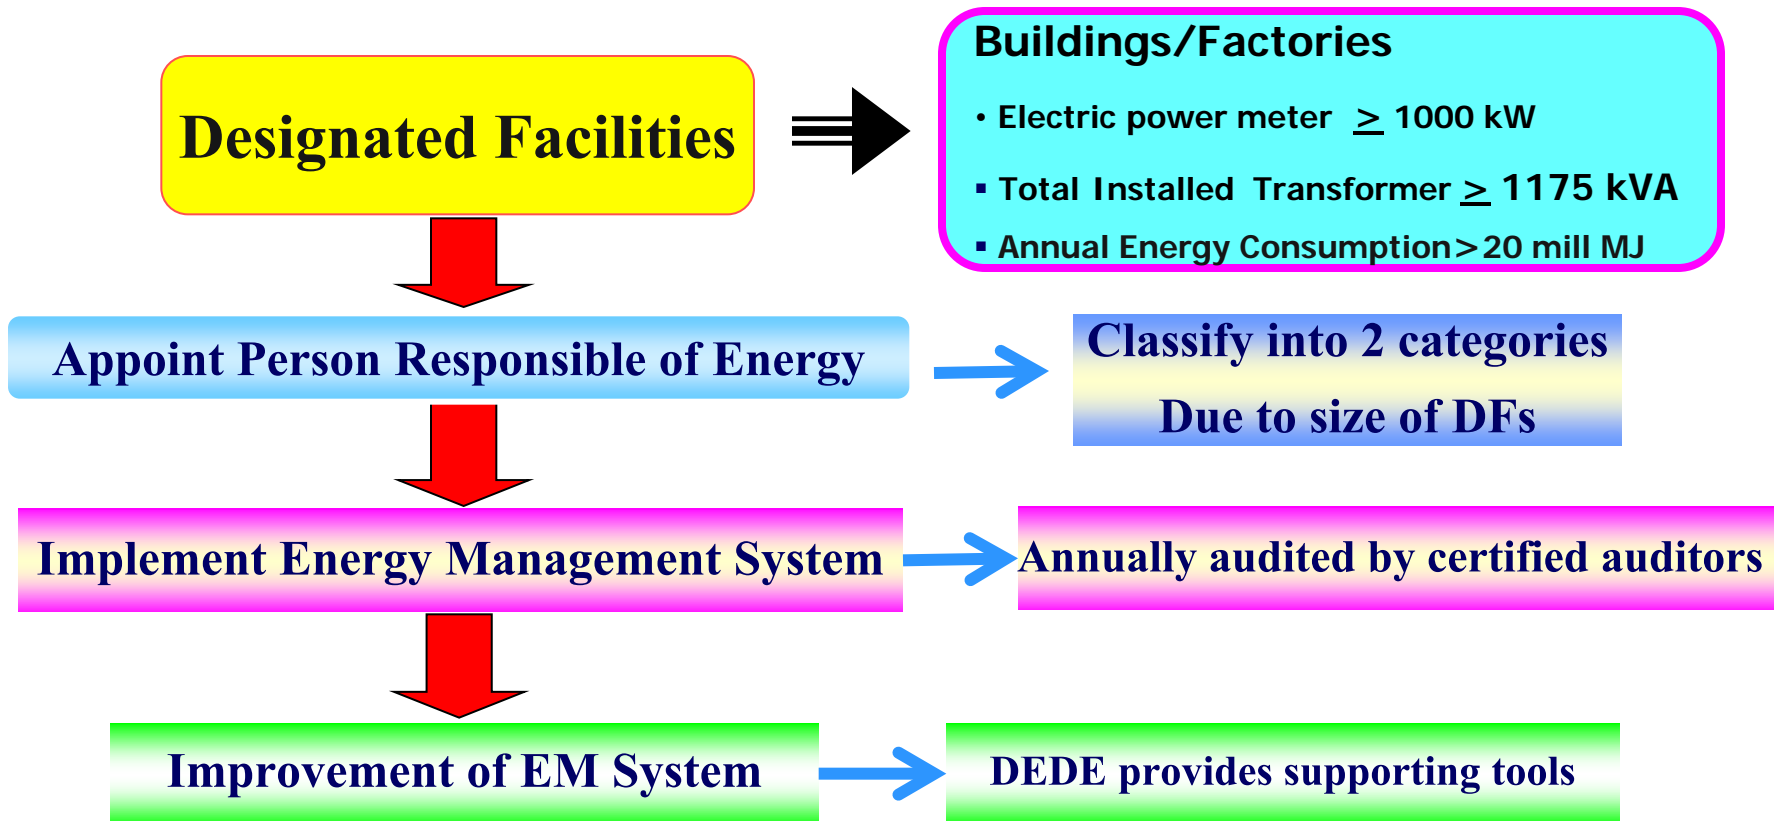 Designated Facilities
Buildings/Factories
• Electric power meter ≥ 1000 kW
▪ Total Installed Transformer ≥ 1175 kVA
▪ Annual Energy Consumption>20 mill MJ
Appoint Person Responsible of Energy
Classify into 2 categories
Due to size of DFs
Implement Energy Management System
Annually audited by certified auditors
Improvement of EM System
DEDE provides supporting tools